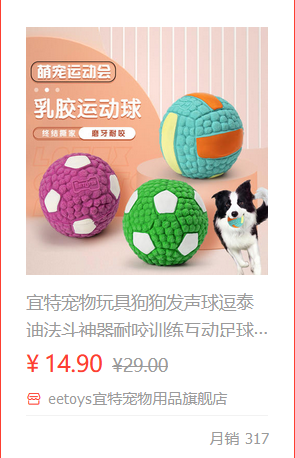 萌宠运动会
乳胶运动球
终结拆家 磨牙耐咬
宜特宠物玩具狗狗发声球逗泰
迪法斗神器耐咬训练互动足球...
¥ 14.90 ¥29.00
eetoys宜特宠物用品旗舰店
月销 317